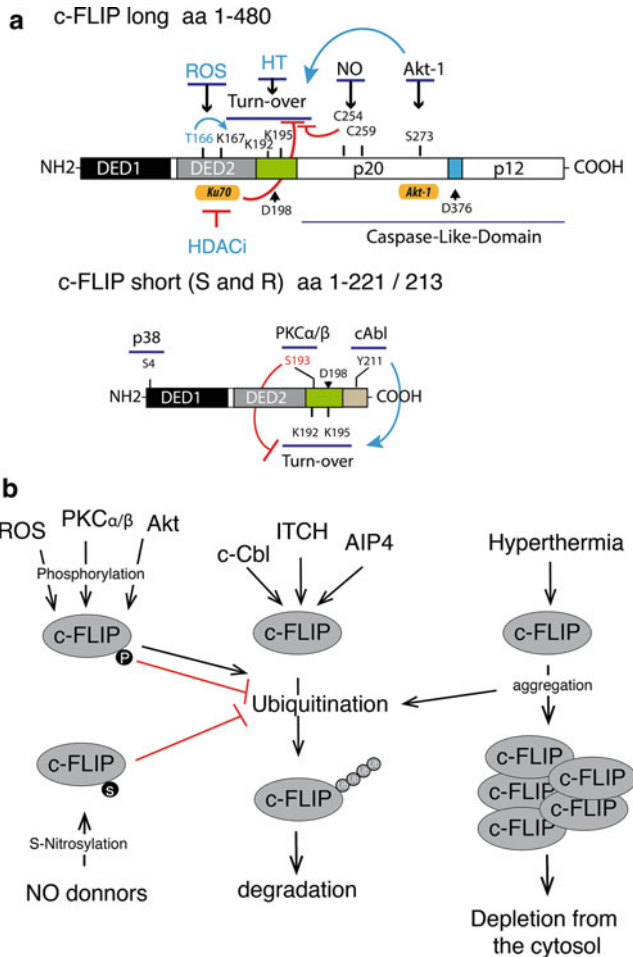 a
c-FLIP long aa 1-480
ROS
HT
NO
Akt-1
Turn-over
C254
T166
K167
K192
K195
C259
S273
NH2-
DED1
DED2
p20
p12
COOH
Ku70
D198
Akt-1
D376
HDACi
Caspase-Like-Domain
c-FLIP short (S and R) aa 1-221 / 213
p38
PKCα/β
cAbl
S4
S193
D198
Y211
NH2-
DED1
DED2
COOH
K192
K195
Turn-over
b
ROS
PKCα/β
Akt
Phosphorylation
c-FLIP
P
c-Cbl
ITCH
AIP4
c-FLIP
Hyperthermia
c-FLIP
Ubiquitination
aggregation
c-FLIP
S
S-Nitrosylation
NO donnors
c-FLIP
degradation
c-FLIP
c-FLIP
c-FLIP
c-FLIP
c-FLIP
Depletion from
the cytosol